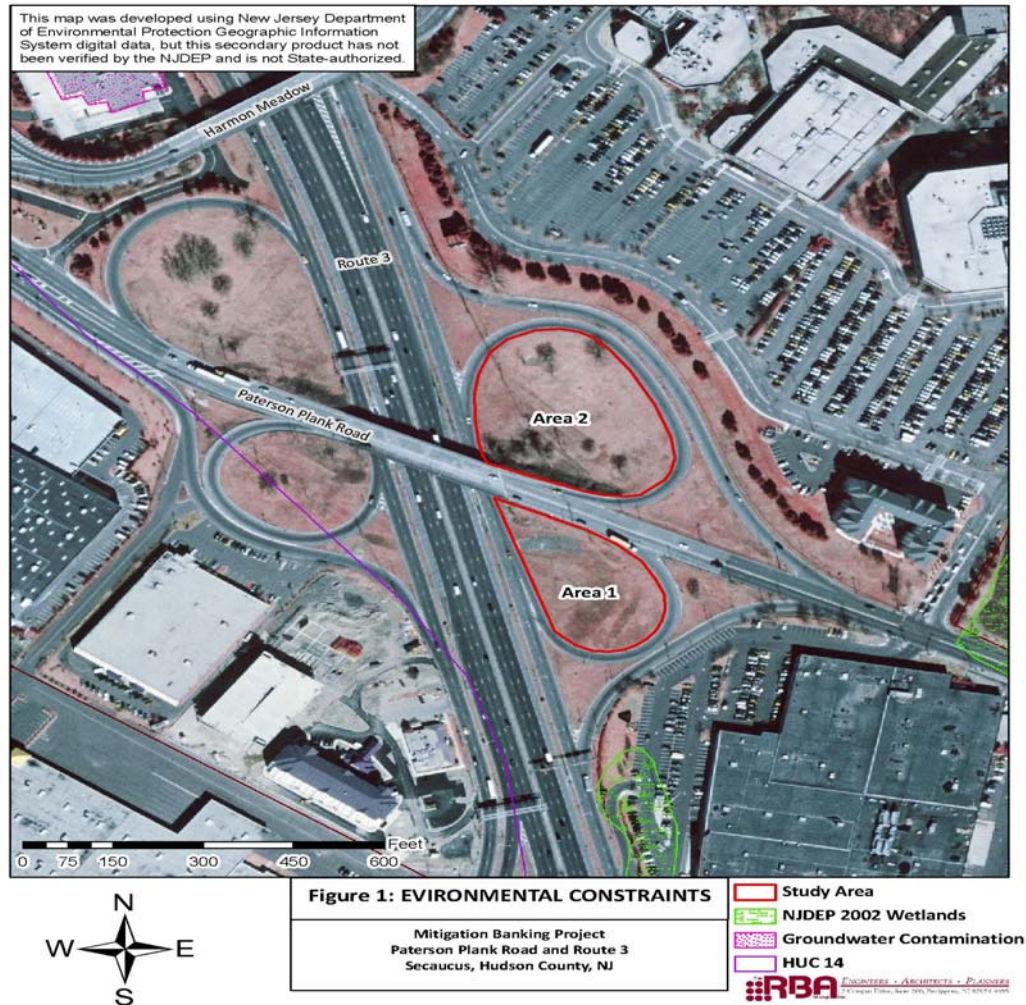 This map was developed using New Jersey Department
of Environmental Protection Geographic Information
System digital data, but this secondary product has not
been verified by the NJDEP and is not State-authorized.
Harmon Meadow
Route 3
Paterson Plank Road
Area 2
Area 1
Feet
0 75 150 300 450 600
N
W E
S
Figure 1: EVIRONMENTAL CONSTRAINTS
Mitigation Banking Project
Paterson Plank Road and Route 3
Secaucus, Hudson County, NJ
Study Area
NJDEP 2002 Wetlands
Groundwater Contamination
HUC 14
RBA
ENGINEERS • ARCHITECTS • PLANNERS